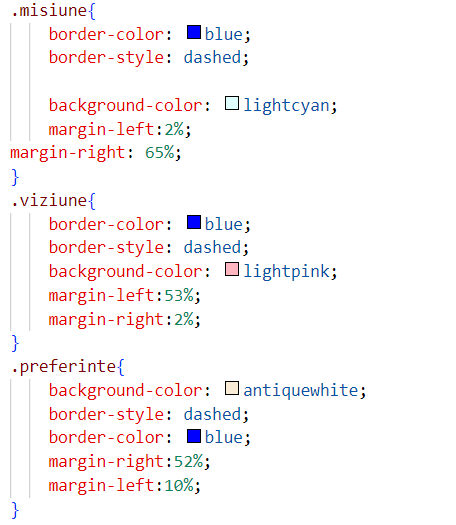 .misiune{
border-color: blue;
border-style: dashed;
background-color: lightcyan;
margin-left:2%;
margin-right: 65%;
}
.viziune{
border-color: blue;
border-style: dashed;
background-color: lightpink;
margin-left:53%;
margin-right:2%;
}
.preferinte{
background-color: antiquewhite;
border-style: dashed;
border-color: blue;
margin-right:52%;
margin-left:10%;
}